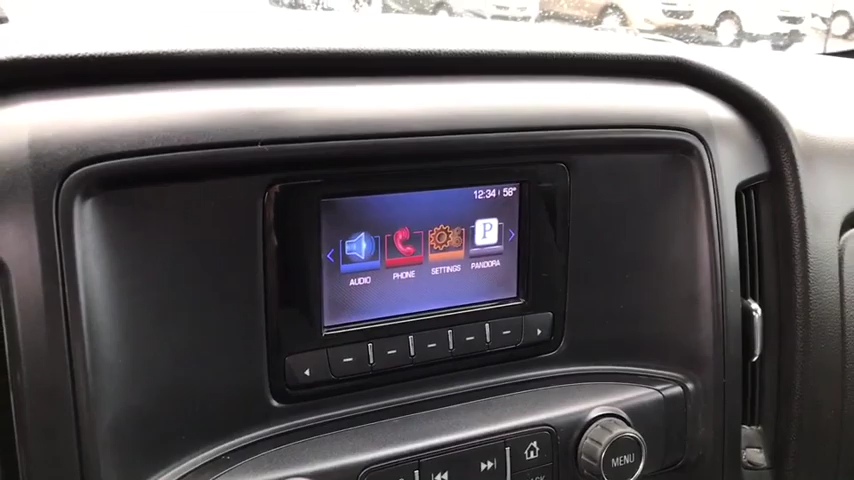 12:34 | 58°
P
AUDIO
PHONE
SETTINGS
PANDORA
MENU